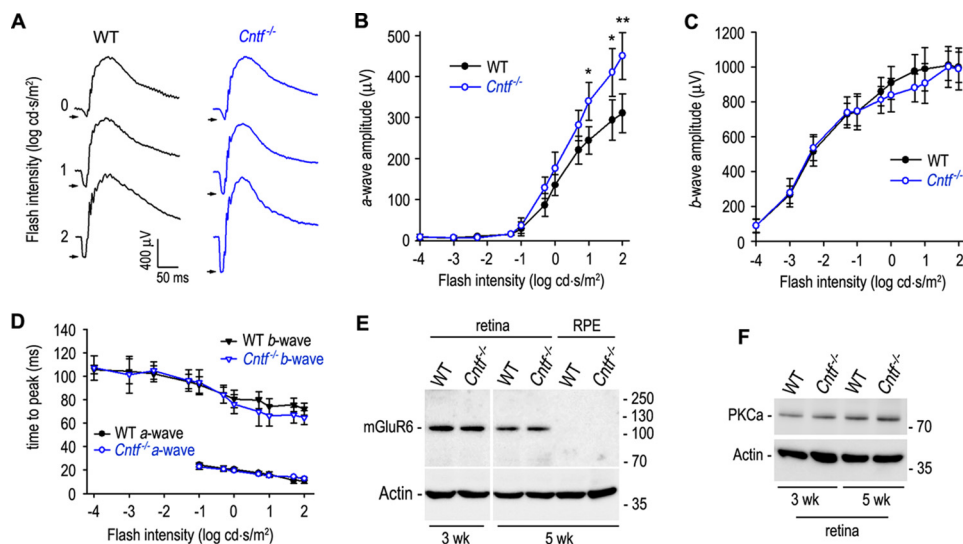 A
WT
Cntf-/-
Flash intensity (log cd·s/m²)
0
1
2
400 µV
50 ms
B
a-wave amplitude (µV)
500
400
300
200
100
0
WT
Cntf-/-
*
*
**
-4 -3 -2 -1 0 1 2
Flash intensity (log cd·s/m²)
C
b-wave amplitude (µV)
1200
1000
800
600
400
200
0
WT
Cntf-/-
-4 -3 -2 -1 0 1 2
Flash intensity (log cd·s/m²)
D
time to peak (ms)
140
120
100
80
60
40
20
0
WT b-wave
Cntf-/- b-wave
WT a-wave
Cntf-/- a-wave
-4 -3 -2 -1 0 1 2
Flash intensity (log cd·s/m²)
E
retina RPE
WT Cntf-/- WT Cntf-/- WT Cntf-/-
mGluR6
- 250
- 130
- 100
- 70
Actin
- 35
3 wk 5 wk
F
WT Cntf-/- WT Cntf-/-
PKCa
- 70
Actin
- 35
3 wk 5 wk
retina